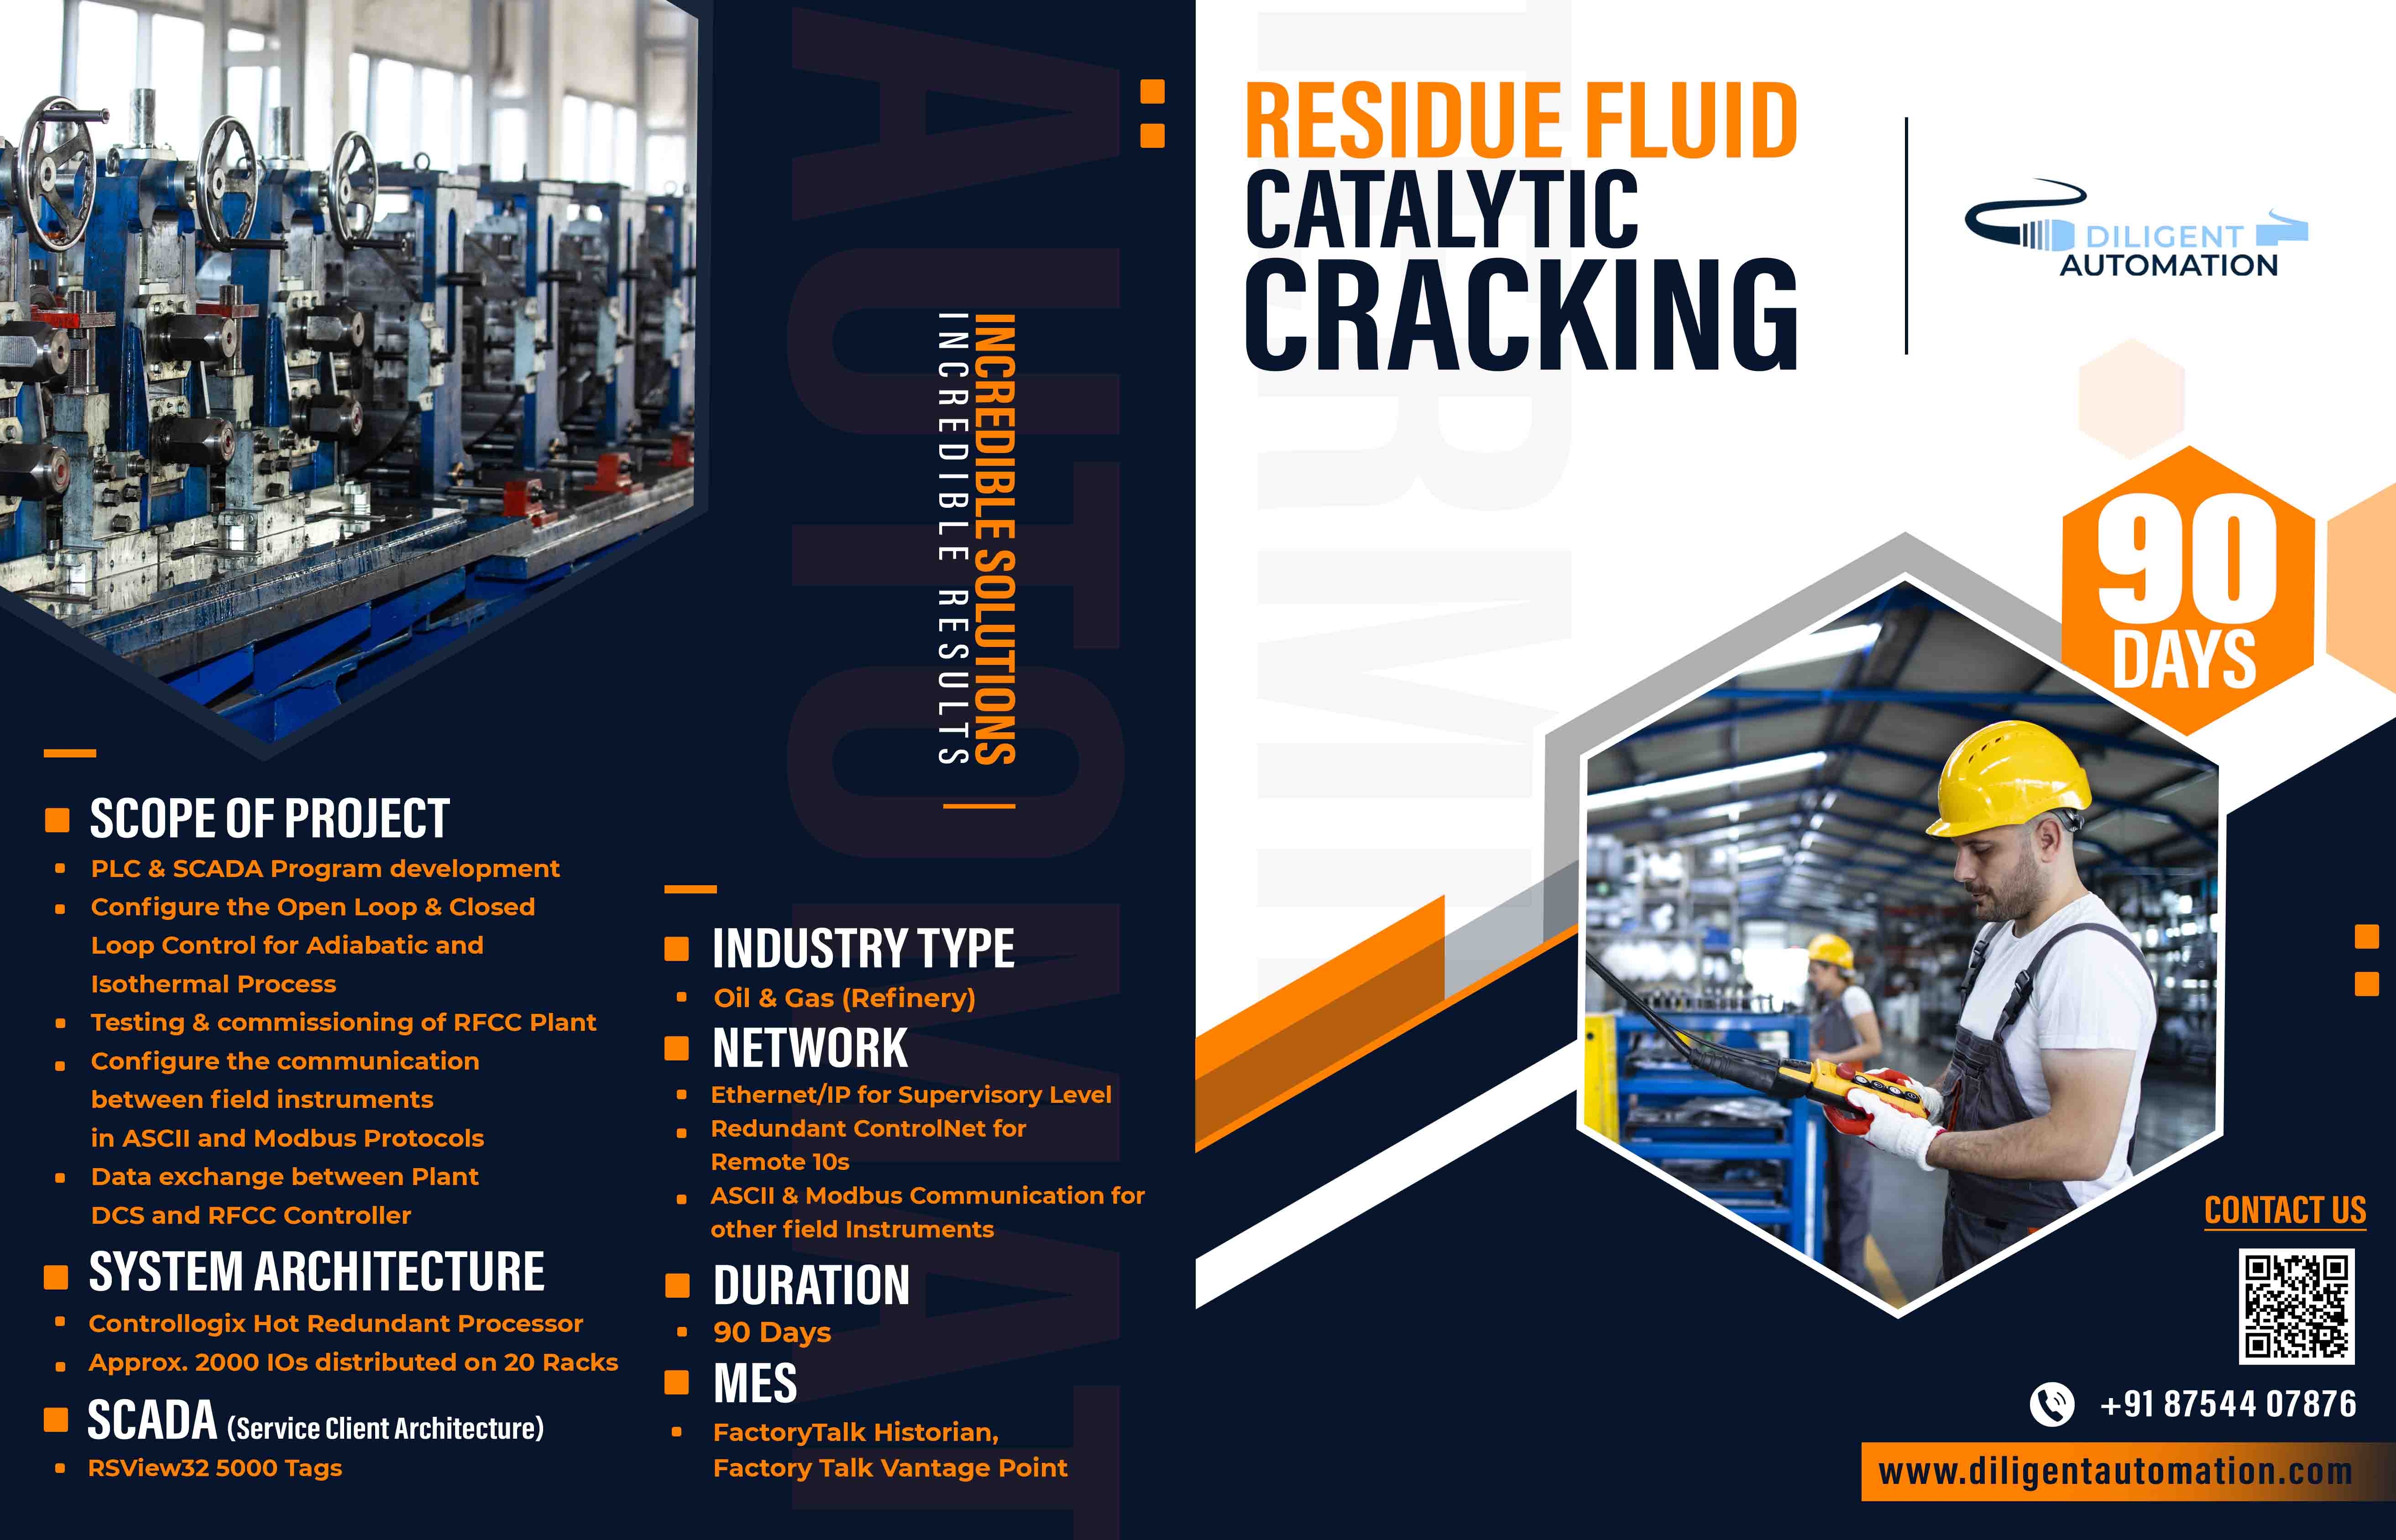 INCREDIBLE SOLUTIONS
INCREDIBLE RESULTS
SCOPE OF PROJECT
PLC & SCADA Program development
Configure the Open Loop & Closed
Loop Control for Adiabatic and
Isothermal Process
Testing & commissioning of RFCC Plant
Configure the communication
between field instruments
in ASCII and Modbus Protocols
Data exchange between Plant
DCS and RFCC Controller
SYSTEM ARCHITECTURE
Controllogix Hot Redundant Processor
Approx. 2000 IOs distributed on 20 Racks
SCADA (Service Client Architecture)
RSView32 5000 Tags
INDUSTRY TYPE
Oil & Gas (Refinery)
NETWORK
Ethernet/IP for Supervisory Level
Redundant ControlNet for
Remote 10s
ASCII & Modbus Communication for
other field Instruments
DURATION
90 Days
MES
FactoryTalk Historian,
Factory Talk Vantage Point
AUTOMAT
RESIDUE FLUID
CATALYTIC
CRACKING
DILIGENT
AUTOMATION
90
DAYS
CONTACT US
+91 87544 07876
www.diligentautomation.com